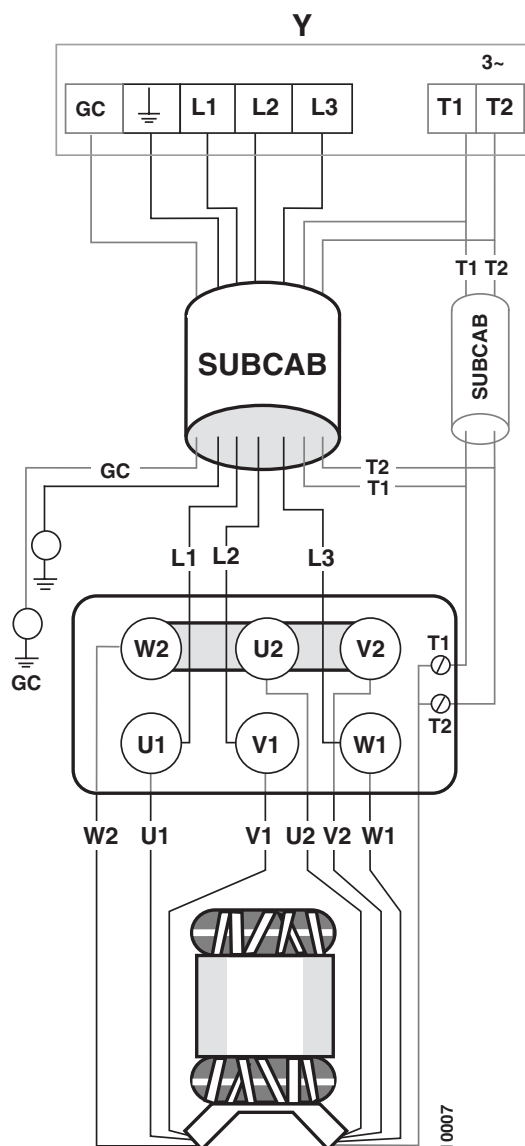 Y
3~
GC L1 L2 L3 T1 T2
T1 T2
SUBCAB
SUBCAB
GC
T2
T1
L1 L2 L3
W2 U2 V2
T1
GC
T2
U1 V1 W1
W2 U1 V1 U2 V2 W1
0007